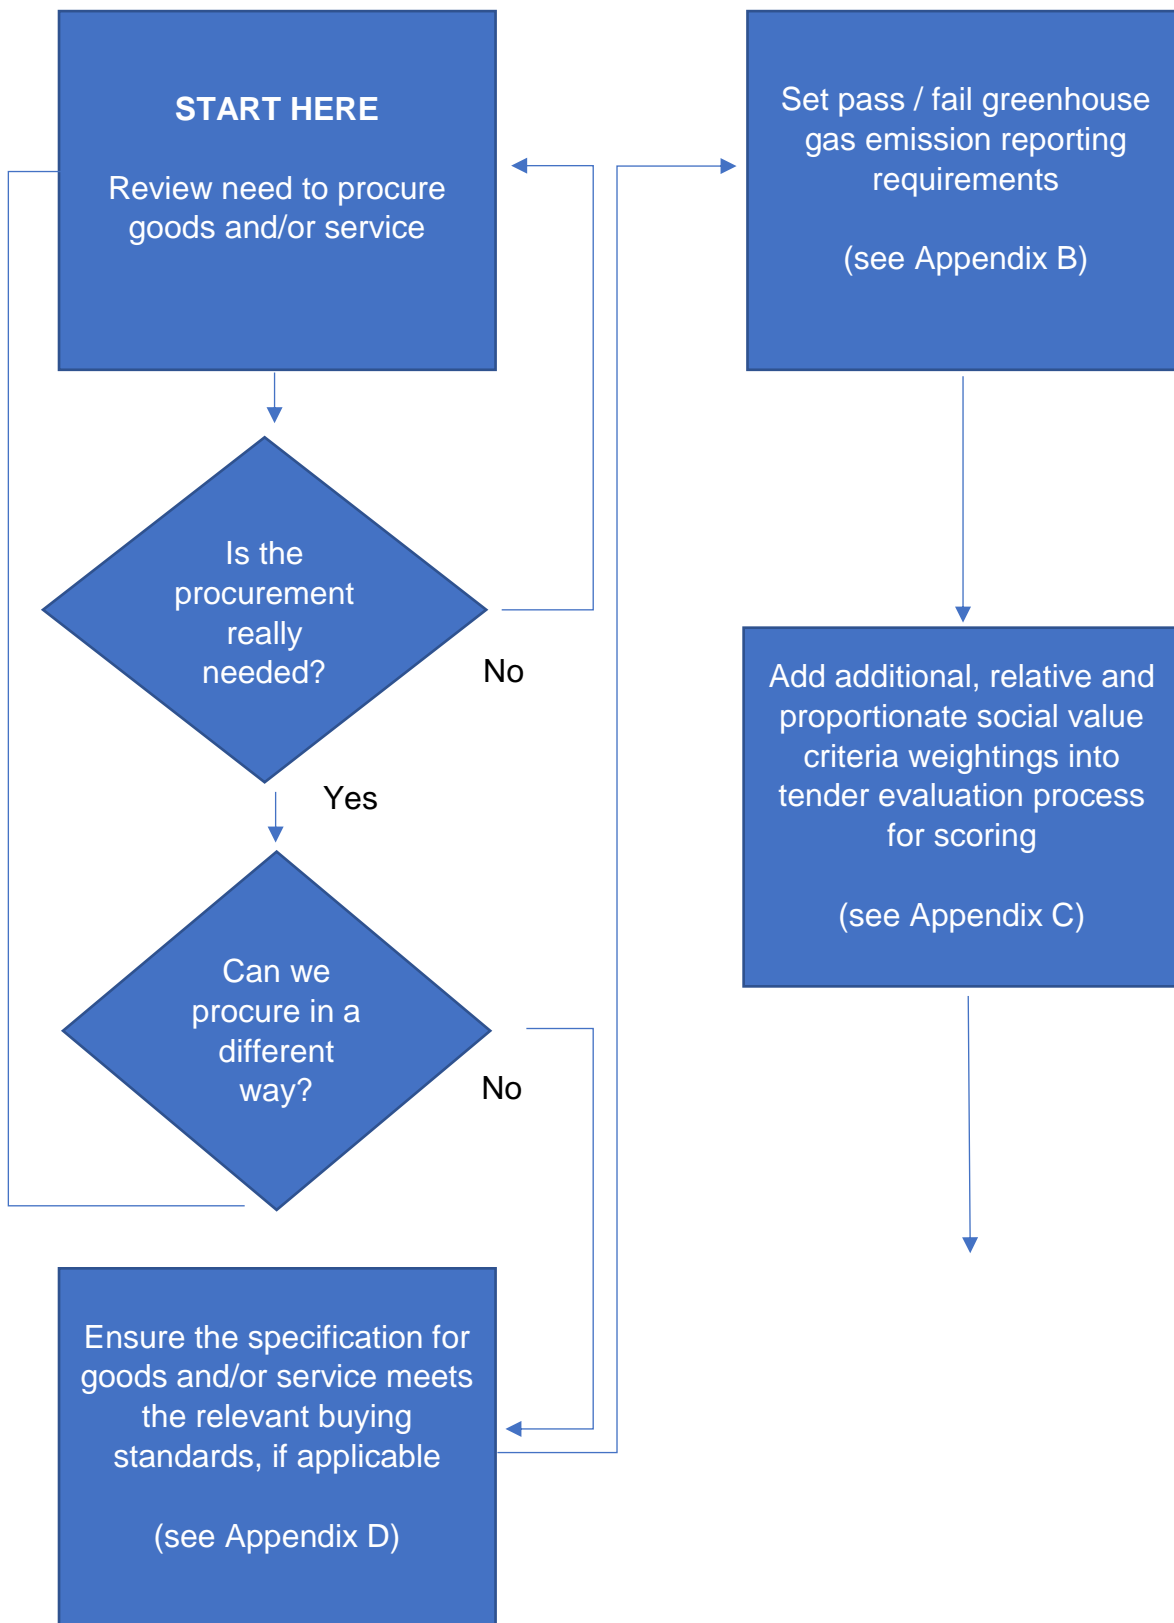 START HERE
Review need to procure
goods and/or service
Is the
procurement
really
needed?
No
Yes
Can we
procure in a
different
way?
No
Ensure the specification for
goods and/or service meets
the relevant buying
standards, if applicable
(see Appendix D)
Set pass / fail greenhouse
gas emission reporting
requirements
(see Appendix B)
Add additional, relative and
proportionate social value
criteria weightings into
tender evaluation process
for scoring
(see Appendix C)